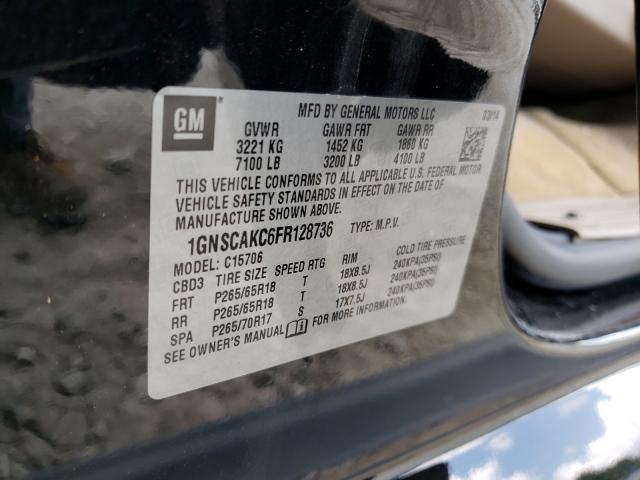 GM
MFD BY GENERAL MOTORS LLC 03/14
GVWR GAWR FRT GAWR RR
3221 KG 1452 KG 1860 KG
7100 LB 3200 LB 4100 LB
THIS VEHICLE CONFORMS TO ALL APPLICABLE U.S. FEDERAL MOTOR
VEHICLE SAFETY STANDARDS IN EFFECT ON THE DATE OF
MANUFACTURE SHOWN ABOVE.
1GNSCAKC6FR128736 TYPE: M.P.V.
MODEL: C15706
CBD3 TIRE SIZE SPEED RTG RIM COLD TIRE PRESSURE
FRT P265/65R18 T 18X8.5J 240KPA(35PSI)
RR P265/65R18 T 18X8.5J 240KPA(35PSI)
SPA P265/70R17 S 17X7.5J 240KPA(35PSI)
SEE OWNER'S MANUAL FOR MORE INFORMATION.